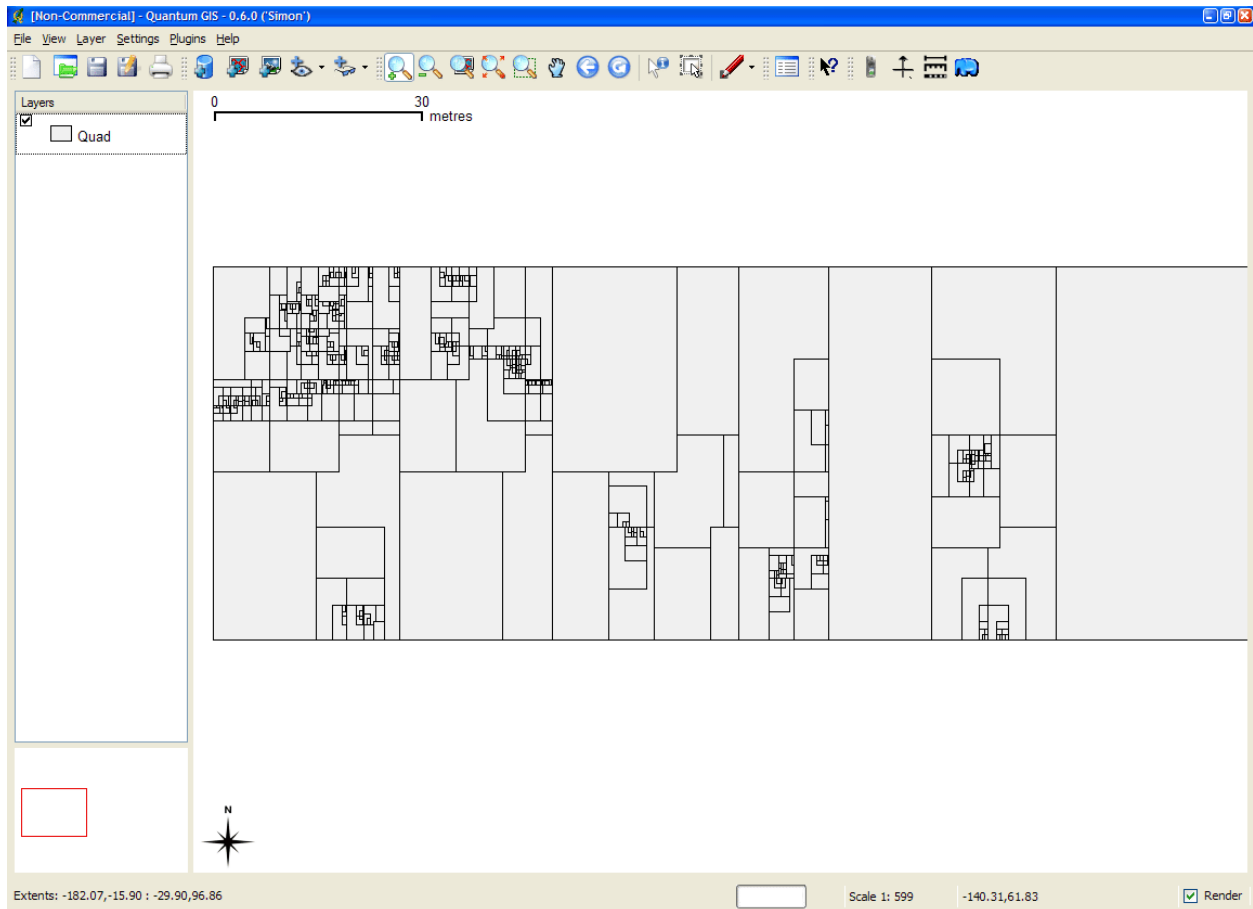 [Non-Commercial] - Quantum GIS - 0.6.0 ('Simon')
File View Layer Settings Plugins Help
Layers
Quad
0 30
metres
N
Extents: -182.07,-15.90 : -29.90,96.86
Scale 1: 599
-140.31,61.83
Render